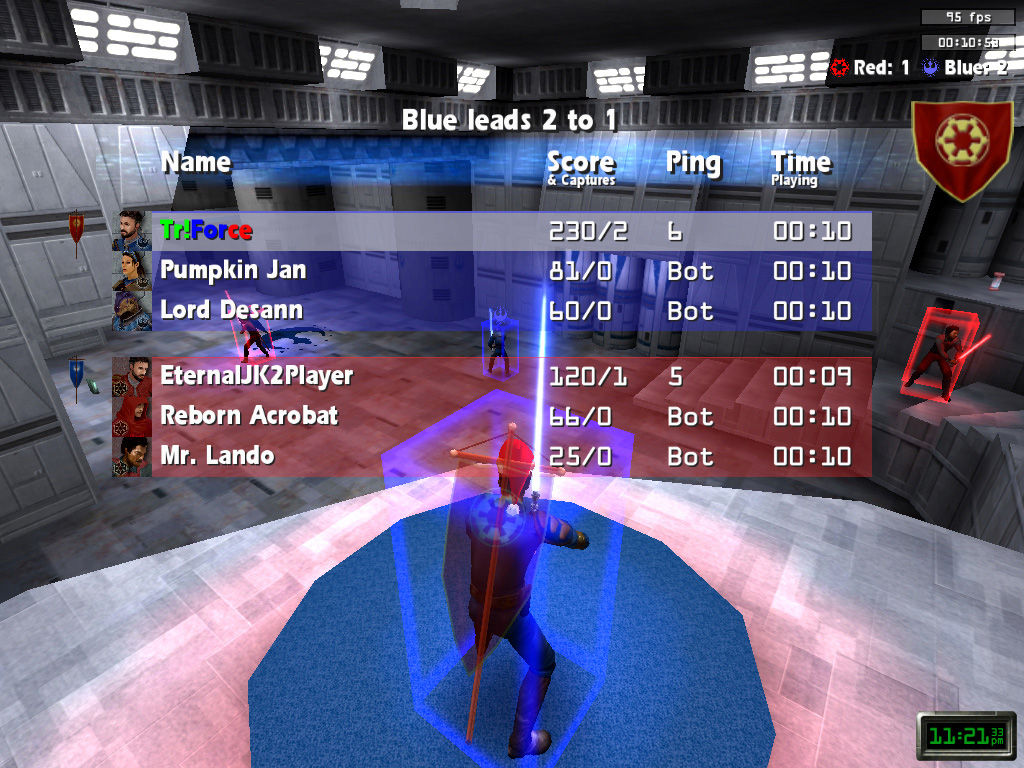 95 fps
Red: 1 Blue: 2
Blue leads 2 to 1
Name Score Ping Time
& Captures Playing
Tr!Force 230/2 6 00:10
Pumpkin Jan 81/0 Bot 00:10
Lord Desann 60/0 Bot 00:10
EternalJK2Player 120/1 5 00:09
Reborn Acrobat 66/0 Bot 00:10
Mr. Lando 25/0 Bot 00:10
11:21 33 pm